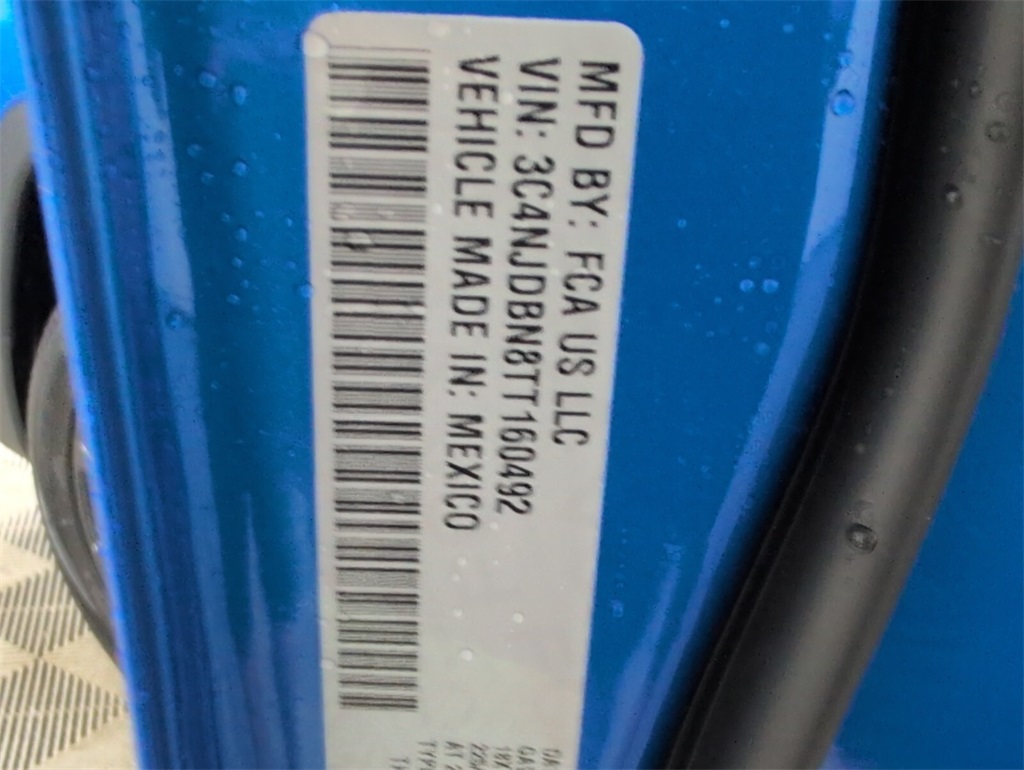 MFD BY: FCA US LLC
VIN: 3C4NJDBN8TT160492
VEHICLE MADE IN: MEXICO